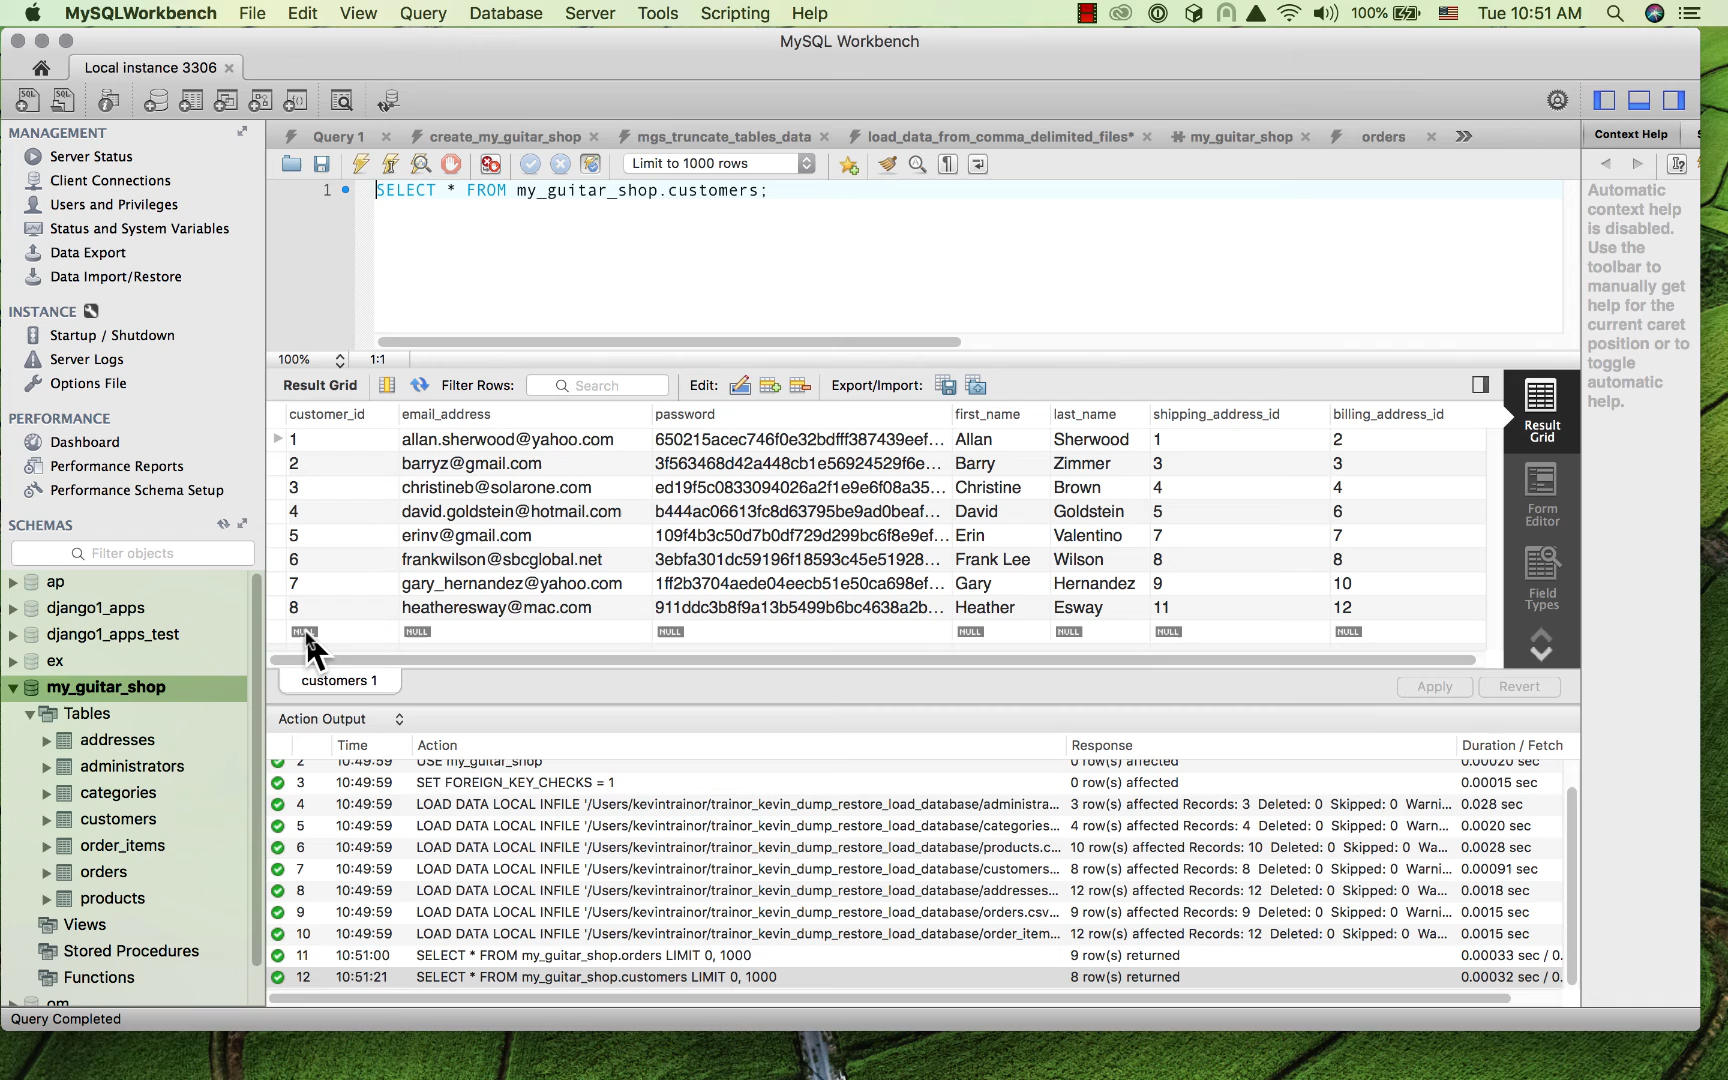 MySQLWorkbench File Edit View Query Database Server Tools Scripting Help 100% Tue 10:51 AM
MySQL Workbench
Local instance 3306
MANAGEMENT
Server Status
Client Connections
Users and Privileges
Status and System Variables
Data Export
Data Import/Restore
INSTANCE
Startup / Shutdown
Server Logs
Options File
PERFORMANCE
Dashboard
Performance Reports
Performance Schema Setup
SCHEMAS
Filter objects
ap
django1_apps
django1_apps_test
ex
my_guitar_shop
Tables
addresses
administrators
categories
customers
order_items
orders
products
Views
Stored Procedures
Functions
om
Query 1 create_my_guitar_shop mgs_truncate_tables_data load_data_from_comma_delimited_files* my_guitar_shop orders
Limit to 1000 rows
1 SELECT * FROM my_guitar_shop.customers;
100% 1:1
Result Grid Filter Rows: Search Edit: Export/Import:
customer_id email_address password first_name last_name shipping_address_id billing_address_id
1 allan.sherwood@yahoo.com 650215acec746f0e32bdfff387439eef... Allan Sherwood 1 2
2 barryz@gmail.com 3f563468d42a448cb1e56924529f6e... Barry Zimmer 3 3
3 christineb@solarone.com ed19f5c0833094026a2f1e9e6f08a35... Christine Brown 4 4
4 david.goldstein@hotmail.com b444ac06613fc8d63795be9ad0beaf... David Goldstein 5 6
5 erinv@gmail.com 109f4b3c50d7b0df729d299bc6f8e9ef... Erin Valentino 7 7
6 frankwilson@sbcglobal.net 3ebfa301dc59196f18593c45e51928... Frank Lee Wilson 8 8
7 gary_hernandez@yahoo.com 1ff2b3704aede04eecb51e50ca698ef... Gary Hernandez 9 10
8 heatheresway@mac.com 911ddc3b8f9a13b5499b6bc4638a2b... Heather Esway 11 12
NULL NULL NULL NULL NULL NULL NULL
customers 1
Apply Revert
Result Grid
Form Editor
Field Types
Action Output
Time Action Response Duration / Fetch
2 10:49:59 USE my_guitar_shop 0 row(s) affected 0.00020 sec
3 10:49:59 SET FOREIGN_KEY_CHECKS = 1 0 row(s) affected 0.00015 sec
4 10:49:59 LOAD DATA LOCAL INFILE '/Users/kevintrainor/trainor_kevin_dump_restore_load_database/administra... 3 row(s) affected Records: 3 Deleted: 0 Skipped: 0 Warni... 0.028 sec
5 10:49:59 LOAD DATA LOCAL INFILE '/Users/kevintrainor/trainor_kevin_dump_restore_load_database/categories... 4 row(s) affected Records: 4 Deleted: 0 Skipped: 0 Warn... 0.0020 sec
6 10:49:59 LOAD DATA LOCAL INFILE '/Users/kevintrainor/trainor_kevin_dump_restore_load_database/products.c... 10 row(s) affected Records: 10 Deleted: 0 Skipped: 0 Wa... 0.0028 sec
7 10:49:59 LOAD DATA LOCAL INFILE '/Users/kevintrainor/trainor_kevin_dump_restore_load_database/customers... 8 row(s) affected Records: 8 Deleted: 0 Skipped: 0 Warni... 0.00091 sec
8 10:49:59 LOAD DATA LOCAL INFILE '/Users/kevintrainor/trainor_kevin_dump_restore_load_database/addresses... 12 row(s) affected Records: 12 Deleted: 0 Skipped: 0 Wa... 0.0018 sec
9 10:49:59 LOAD DATA LOCAL INFILE '/Users/kevintrainor/trainor_kevin_dump_restore_load_database/orders.csv... 9 row(s) affected Records: 9 Deleted: 0 Skipped: 0 Warni... 0.0015 sec
10 10:49:59 LOAD DATA LOCAL INFILE '/Users/kevintrainor/trainor_kevin_dump_restore_load_database/order_item... 12 row(s) affected Records: 12 Deleted: 0 Skipped: 0 Wa... 0.0015 sec
11 10:51:00 SELECT * FROM my_guitar_shop.orders LIMIT 0, 1000 9 row(s) returned 0.00033 sec / 0.
12 10:51:21 SELECT * FROM my_guitar_shop.customers LIMIT 0, 1000 8 row(s) returned 0.00032 sec / 0.
Context Help
Automatic
context help
is disabled.
Use the
toolbar to
manually get
help for the
current caret
position or to
toggle
automatic
help.
Query Completed